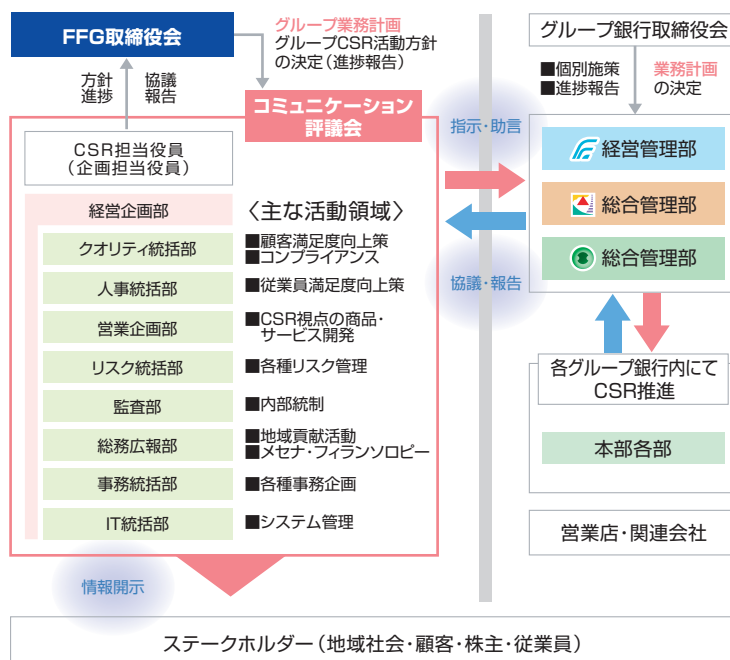 FFG取締役会
グループ業務計画
グループCSR活動方針
の決定(進捗報告)
方針
進捗
協議
報告
コミュニケーション
評議会
CSR担当役員
(企画担当役員)
経営企画部
〈主な活動領域〉
クオリティ統括部
■顧客満足度向上策
■コンプライアンス
人事統括部
■従業員満足度向上策
営業企画部
■CSR視点の商品・
サービス開発
リスク統括部
■各種リスク管理
監査部
■内部統制
総務広報部
■地域貢献活動
■メセナ・フィランソロピー
事務統括部
■各種事務企画
IT統括部
■システム管理
指示・助言
協議・報告
グループ銀行取締役会
■個別施策
■進捗報告
業務計画
の決定
経営管理部
総合管理部
総合管理部
各グループ銀行内にて
CSR推進
本部各部
営業店・関連会社
情報開示
ステークホルダー(地域社会・顧客・株主・従業員)